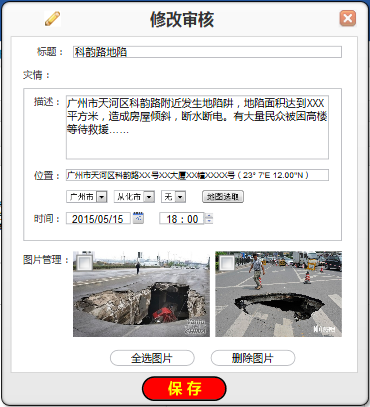 修改审核
标题： 科韵路地陷
灾情：
描述： 广州市天河区科韵路附近发生地陷阱，地陷面积达到XXX
平方米，造成房屋倾斜，断水断电。有大量民众被困高楼
等待救援……
位置： 广州市天河区科韵路XX号XX大厦XX幢XXXX号（23° 7'E 12.00"N）
广州市 从化市 无 地图选取
时间： 2015/05/15 18：00
图片管理：
全选图片 删除图片
保 存